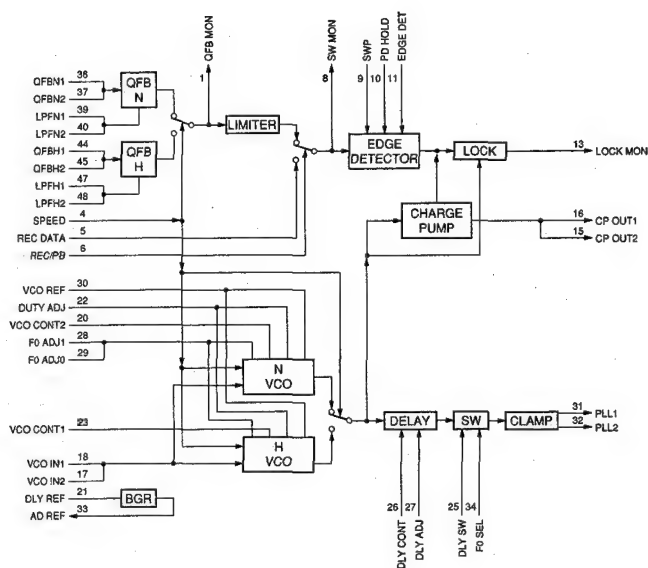 QFB MON
1
SW MON
8
SWP
9
PD HOLD
10
EDGE DET
11
QFBN1 36
QFBN2 37
QFB
N
LPFN1 39
LPFN2 40
QFBH1 44
QFBH2 45
QFB
H
LPFH1 47
LPFH2 48
LIMITER
EDGE
DETECTOR
LOCK
13 LOCK MON
SPEED 4
REC DATA 5
REC/PB 6
CHARGE
PUMP
16 CP OUT1
15 CP OUT2
VCO REF 30
DUTY ADJ 22
VCO CONT2 20
F0 ADJ1 28
F0 ADJ0 29
N
VCO
VCO CONT1 23
H
VCO
VCO IN1 18
VCO IN2 17
DLY REF 21
BGR
AD REF 33
DELAY
SW
CLAMP
31 PLL1
32 PLL2
26
DLY CONT
27
DLY ADJ
25
DLY SW
34
F0 SEL